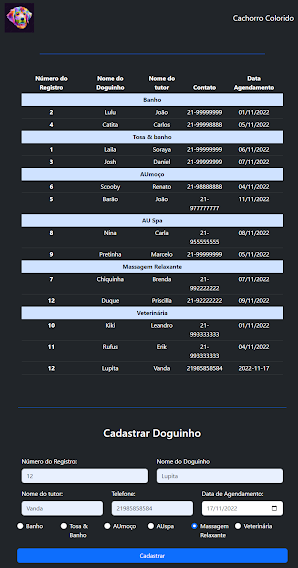 Cachorro Colorido
Número do Registro Nome do Doguinho Nome do tutor Contato Data Agendamento
Banho
2 Lulu João 21-99999999 01/11/2022
4 Catita Carlos 21-99998888 05/11/2022
Tosa & banho
1 Laila Soraya 21-99999999 06/11/2022
3 Josh Daniel 21-99999999 07/11/2022
AUmoço
6 Scooby Renato 21-98888888 04/11/2022
5 Barão João 21-977777777 11/11/2022
AU Spa
8 Nina Carla 21-955555555 08/11/2022
9 Pretinha Marcelo 21-99999999 05/11/2022
Massagem Relaxante
7 Chiquinha Brenda 21-992222222 07/11/2022
12 Duque Priscilla 21-92222222 09/11/2022
Veterinária
10 Kiki Leandro 21-993333333 01/11/2022
11 Rufus Erik 21-993333333 04/11/2022
12 Lupita Vanda 21985858584 2022-11-17
Cadastrar Doguinho
Número do Registro: Nome do Doguinho
12 Lupita
Nome do tutor: Telefone: Data de Agendamento:
Vanda 21985858584 17/11/2022
Banho Tosa & Banho AUmoço AUspa Massagem Relaxante Veterinária
Cadastrar